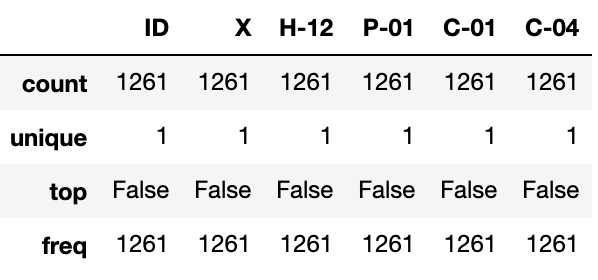 ID X H-12 P-01 C-01 C-04
count 1261 1261 1261 1261 1261 1261
unique 1 1 1 1 1 1
top False False False False False False
freq 1261 1261 1261 1261 1261 1261